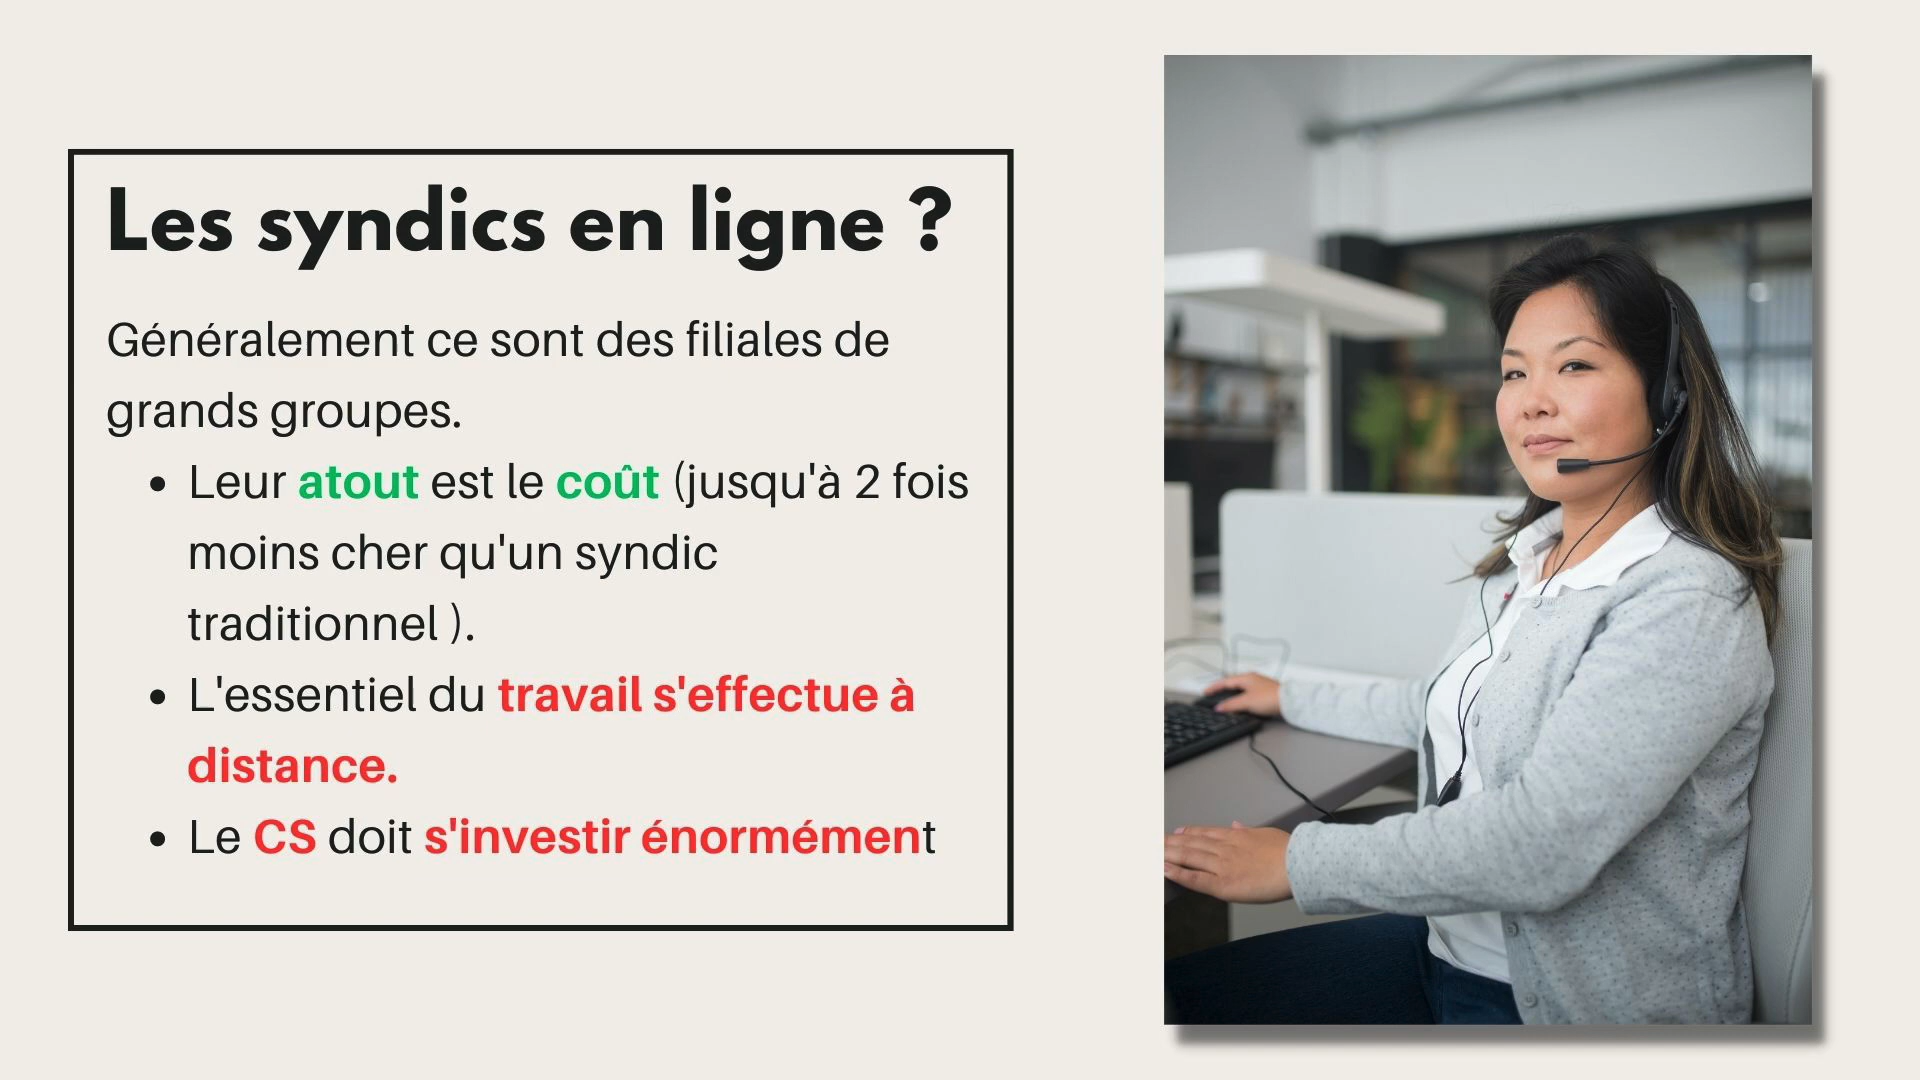 Les syndics en ligne ?
Généralement ce sont des filiales de
grands groupes.
• Leur atout est le coût (jusqu'à 2 fois
moins cher qu'un syndic
traditionnel ).
• L'essentiel du travail s'effectue à
distance.
• Le CS doit s'investir énormément